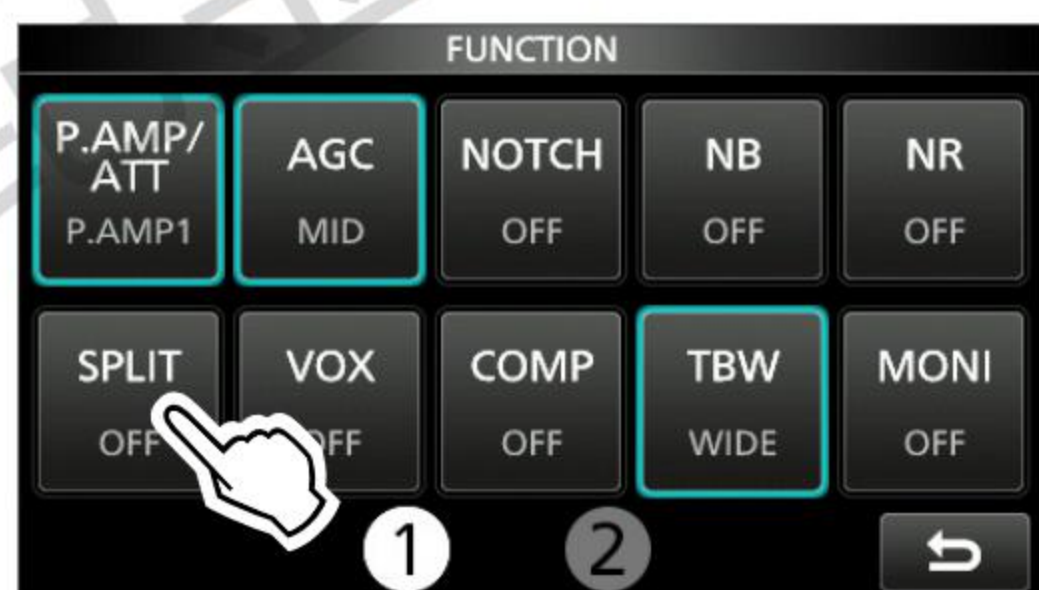 FUNCTION
P.AMP/
ATT
P.AMP1
AGC
MID
NOTCH
OFF
NB
OFF
NR
OFF
SPLIT
OFF
VOX
OFF
COMP
OFF
TBW
WIDE
MONI
OFF
1
2